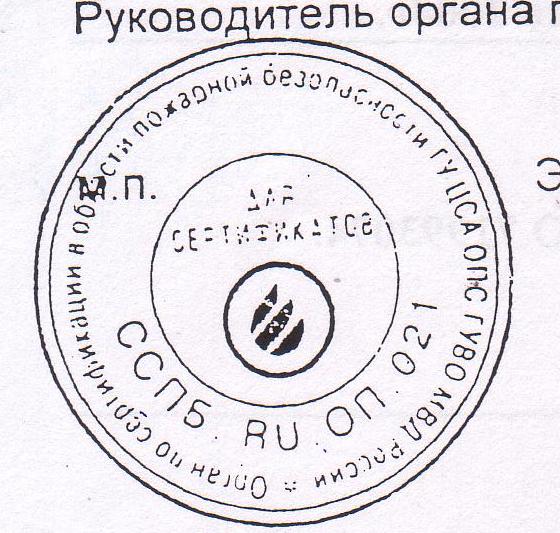 Руководитель органа
М.П.
Орган по сертификации в области пожарной безопасности ГУ ЦСА ОПС ГУВО МВД России *
ДЛЯ
СЕРТИФИКАТОВ
ССПБ. RU. ОП. 021
Э